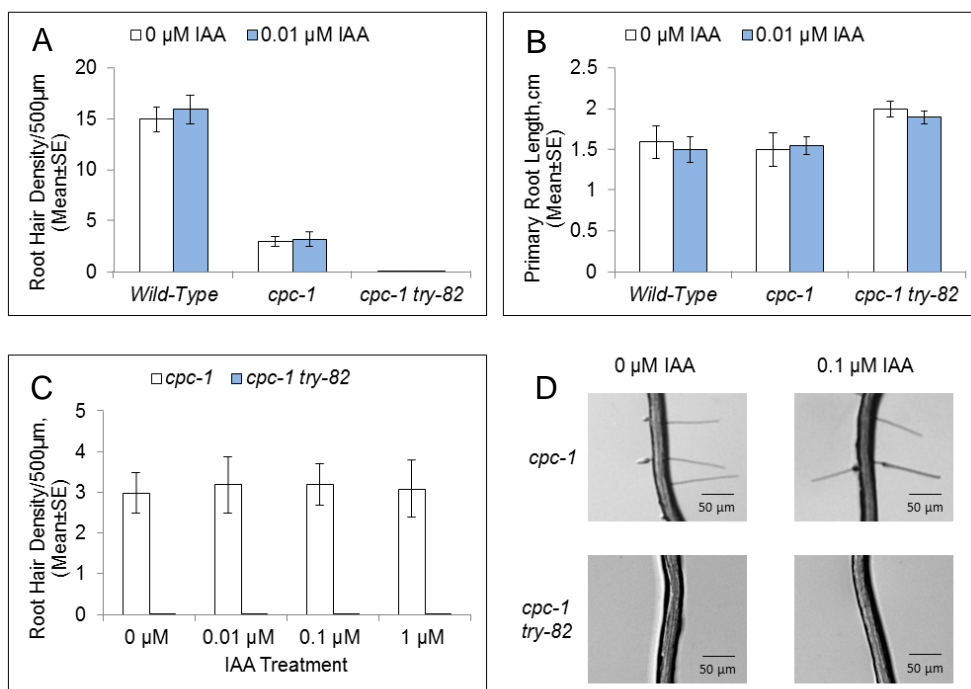 A
0 µM IAA
0.01 µM IAA
Root Hair Density/500µm
(Mean±SE)
20
15
10
5
0
Wild-Type
cpc-1
cpc-1 try-82
B
0 µM IAA
0.01 µM IAA
Primary Root Length,cm
(Mean±SE)
2.5
2
1.5
1
0.5
0
Wild-Type
cpc-1
cpc-1 try-82
C
cpc-1
cpc-1 try-82
Root Hair Density/500µm,
(Mean±SE)
5
4
3
2
1
0
0 µM
0.01 µM
0.1 µM
1 µM
IAA Treatment
D
0 µM IAA
0.1 µM IAA
cpc-1
50 µm
50 µm
cpc-1
try-82
50 µm
50 µm